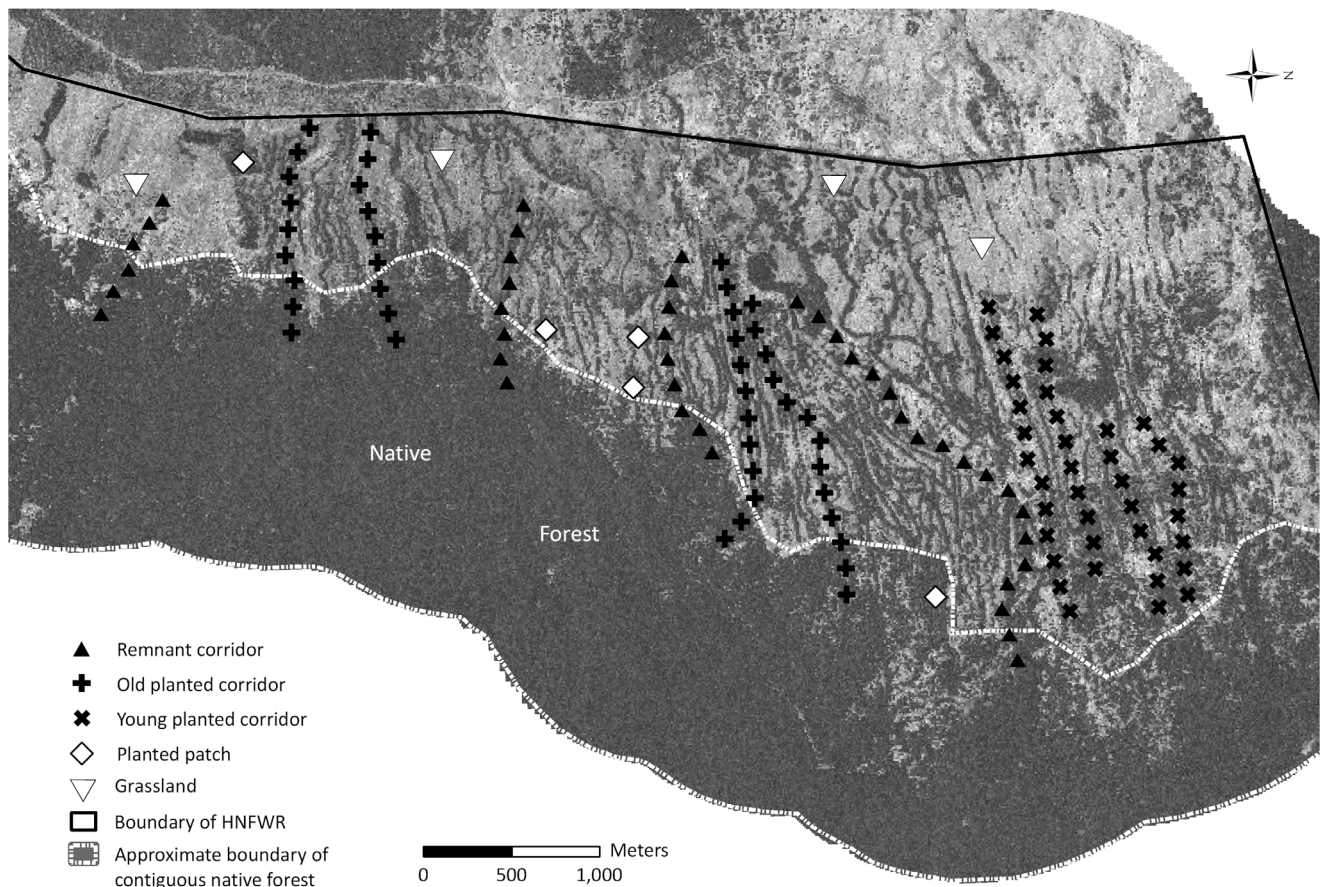 N
Native
Forest
Remnant corridor
Old planted corridor
Young planted corridor
Planted patch
Grassland
Boundary of HNFWR
Approximate boundary of
contiguous native forest
Meters
0 500 1,000